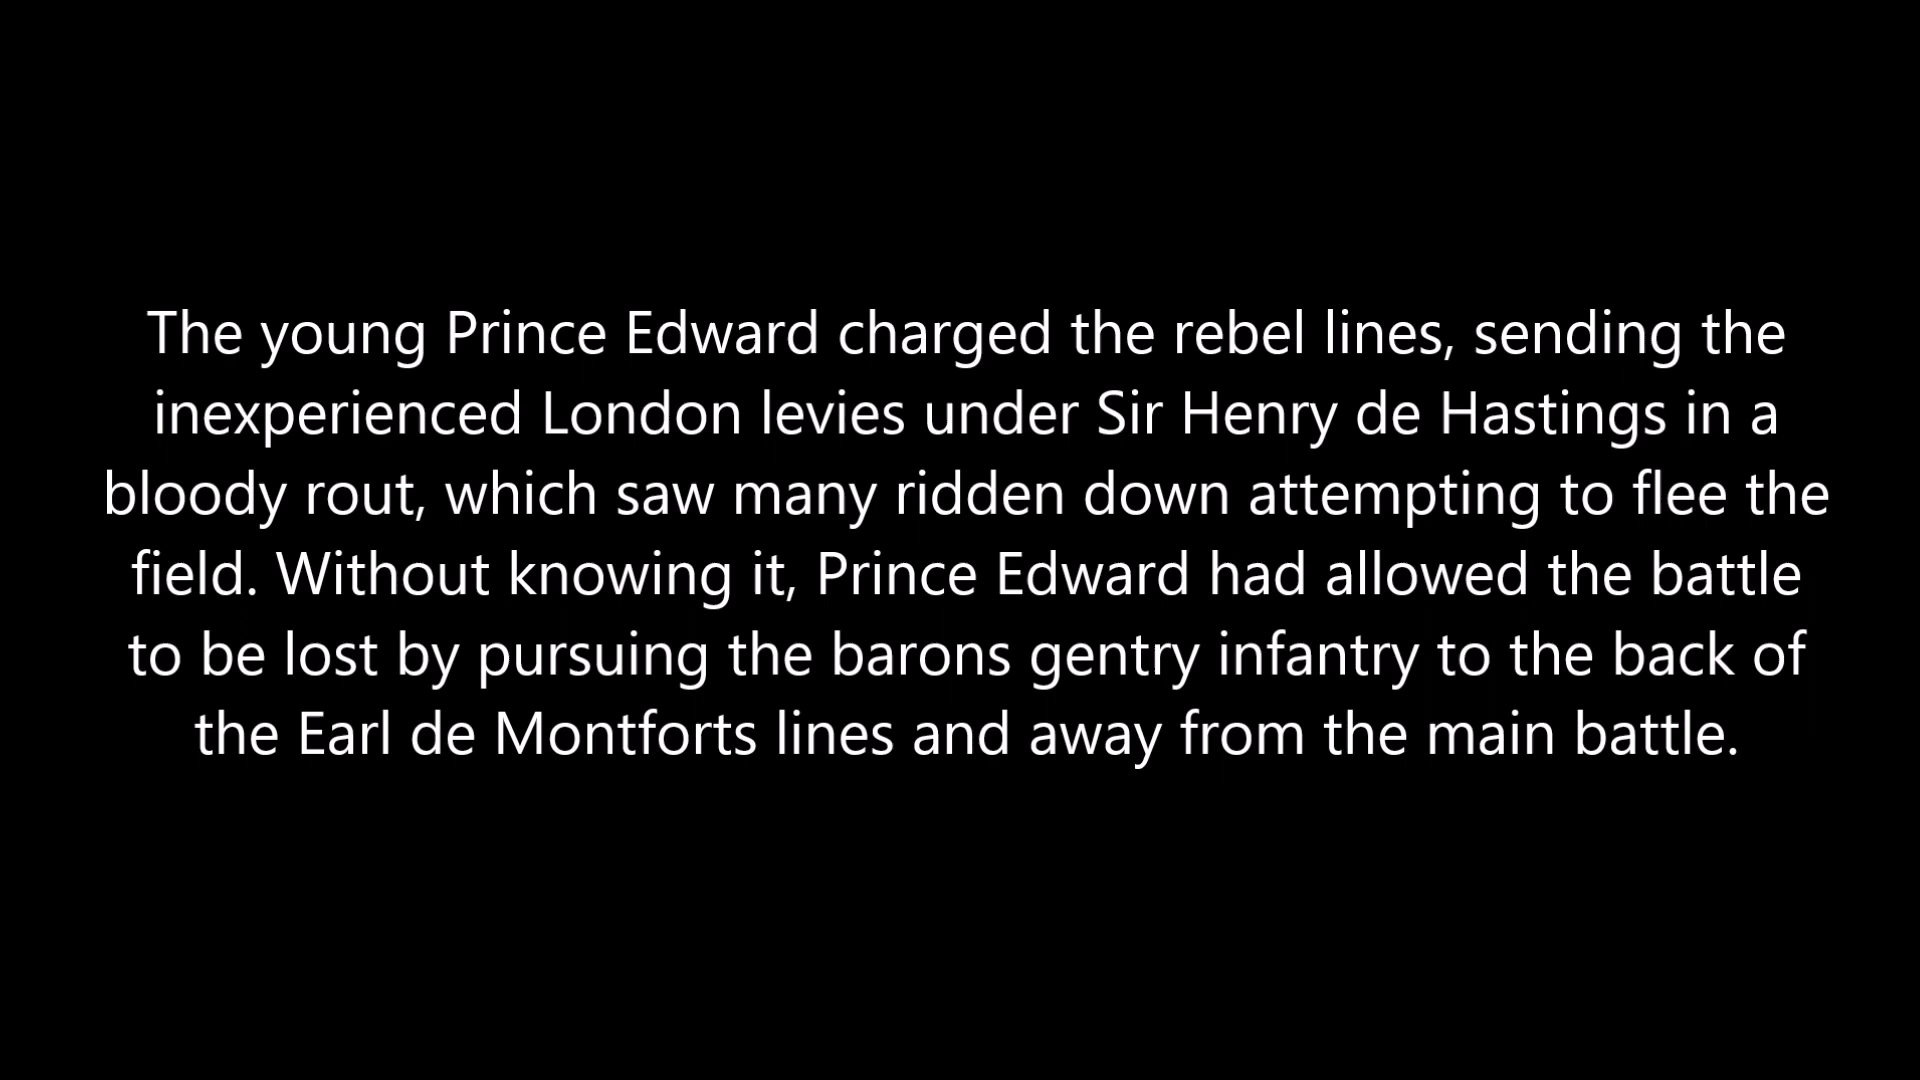 The young Prince Edward charged the rebel lines, sending the
inexperienced London levies under Sir Henry de Hastings in a
bloody rout, which saw many ridden down attempting to flee the
field. Without knowing it, Prince Edward had allowed the battle
to be lost by pursuing the barons gentry infantry to the back of
the Earl de Montforts lines and away from the main battle.